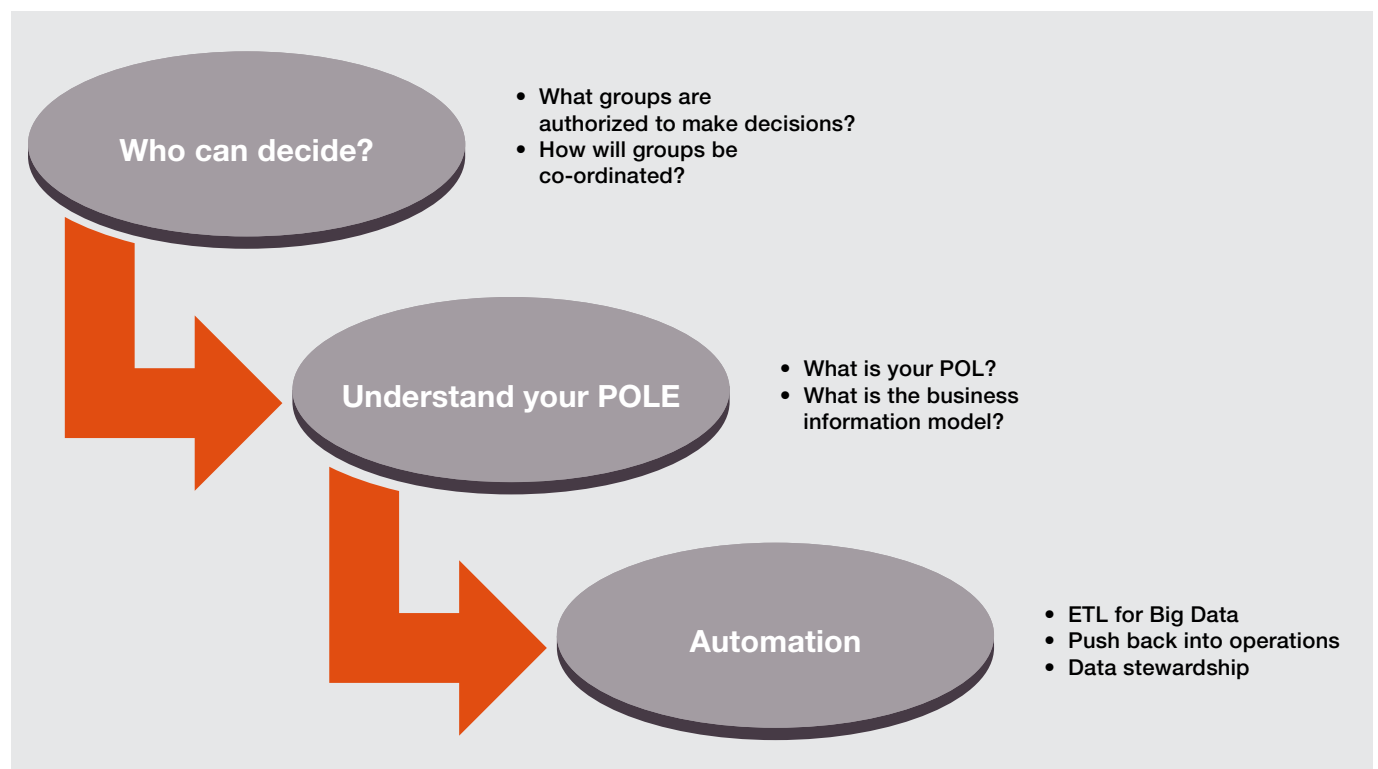 Who can decide?
• What groups are
authorized to make decisions?
• How will groups be
co-ordinated?
Understand your POLE
• What is your POL?
• What is the business
information model?
Automation
• ETL for Big Data
• Push back into operations
• Data stewardship